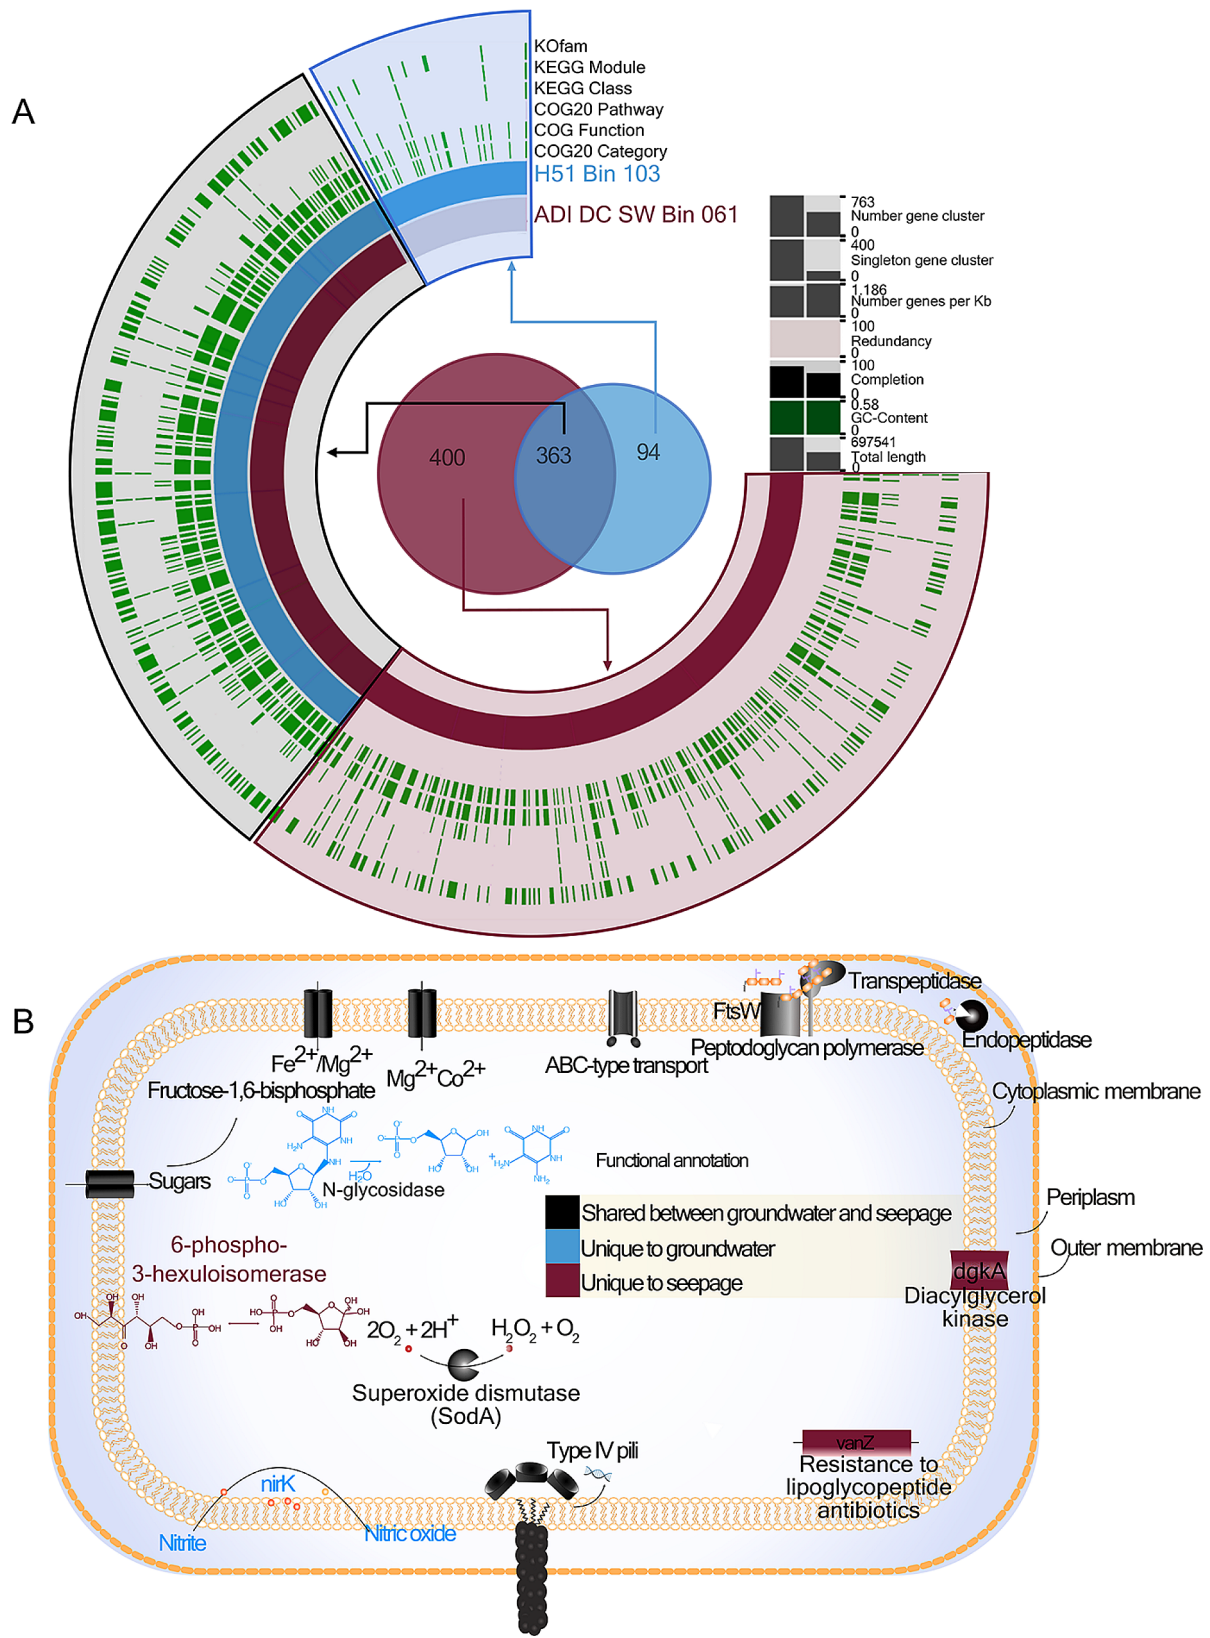 A
KOfam
KEGG Module
KEGG Class
COG20 Pathway
COG Function
COG20 Category
H51 Bin 103
ADI DC SW Bin 061
763
Number gene cluster
0
400
Singleton gene cluster
0
1.186
Number genes per Kb
0
100
Redundancy
0
100
Completion
0
0.58
GC-Content
0
697541
Total length
0
400
363
94
B
Transpeptidase
FtsW
Peptodoglycan polymerase
Endopeptidase
Fe2+/Mg2+
Mg2+Co2+
ABC-type transport
Fructose-1,6-bisphosphate
Cytoplasmic membrane
Sugars
H2O
N-glycosidase
Functional annotation
Shared between groundwater and seepage
Unique to groundwater
Unique to seepage
Periplasm
Outer membrane
6-phospho-
3-hexuloisomerase
dgkA
Diacylglycerol
kinase
2O2 + 2H+
H2O2 + O2
Superoxide dismutase
(SodA)
Type IV pili
vanZ
Resistance to
lipoglycopeptide
antibiotics
nirK
Nitrite
Nitric oxide